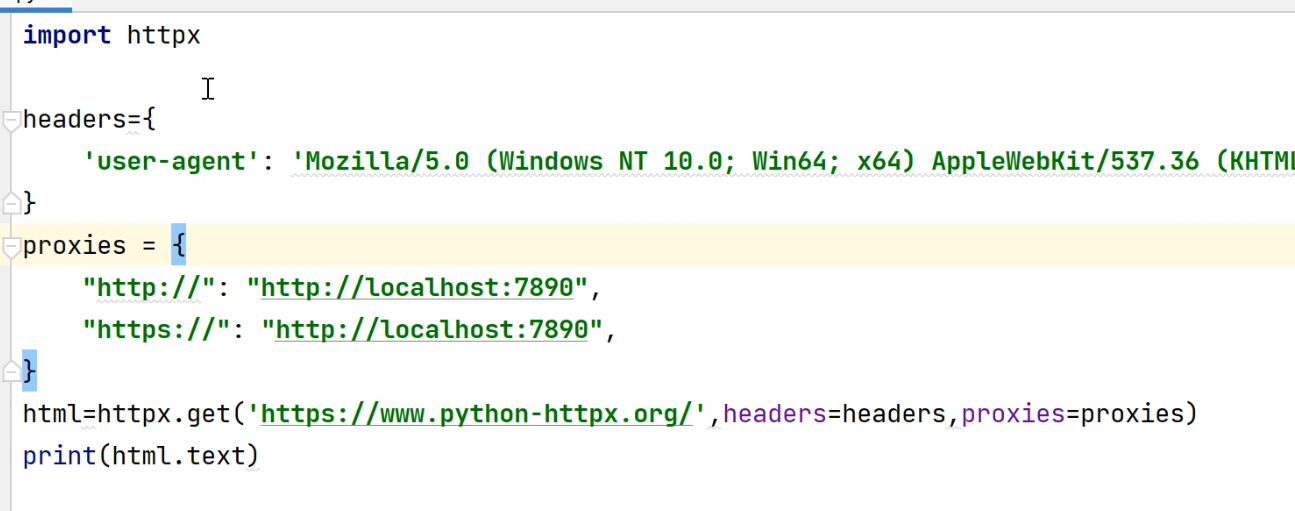 import httpx
headers={
    'user-agent': 'Mozilla/5.0 (Windows NT 10.0; Win64; x64) AppleWebKit/537.36 (KHTML
}
proxies = {
    "http://": "http://localhost:7890",
    "https://": "http://localhost:7890",
}
html=httpx.get('https://www.python-httpx.org/',headers=headers,proxies=proxies)
print(html.text)